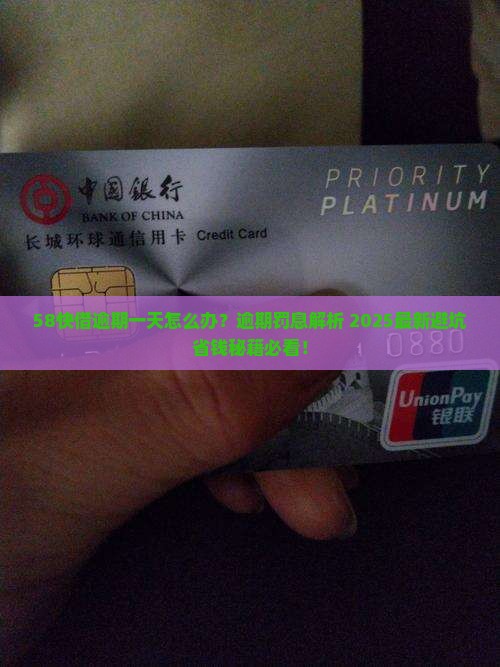 PRIORITY
PLATINUM
中國銀行
BANK OF CHINA
长城环球通信用卡 Credit Card
58快借逾期一天怎么办？逾期罚息解析 2025最新避坑
省钱秘籍必看！
0880
UnionPay
银联